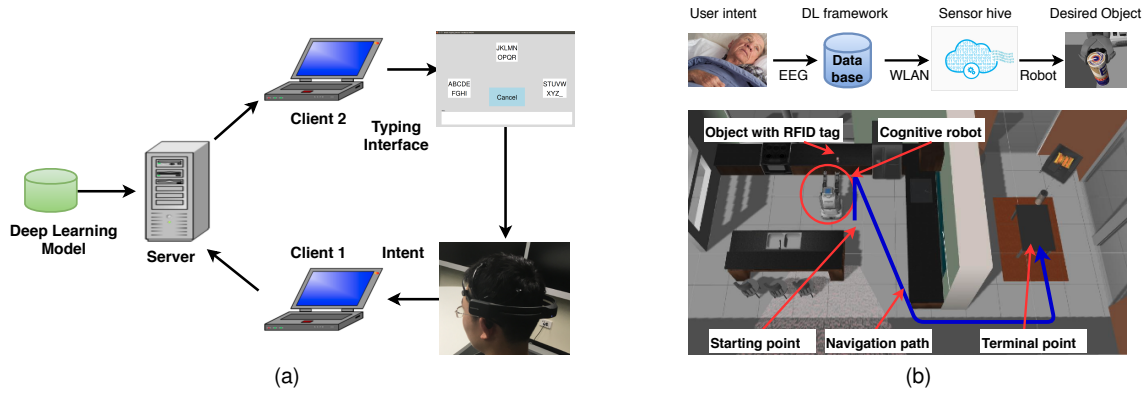 JKLMN
OPQR
ABCDE
FGHI
STUVW
XYZ_
Cancel
Client 2
Typing
Interface
Deep Learning
Model
Server
Client 1
Intent
(a)
User intent
DL framework
Sensor hive
Desired Object
Data
base
EEG
WLAN
Robot
Object with RFID tag
Cognitive robot
Starting point
Navigation path
Terminal point
(b)